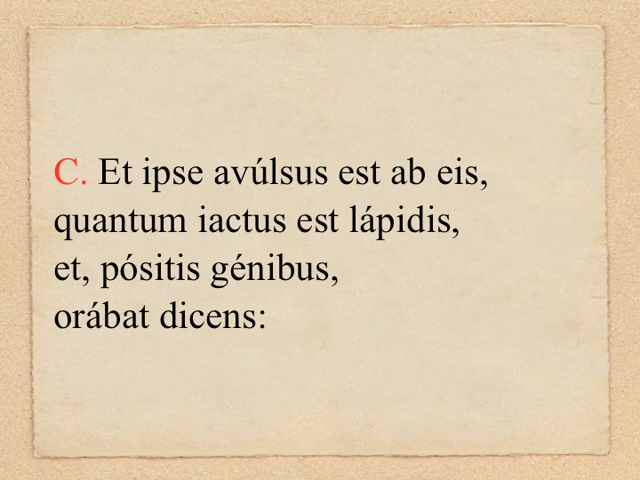 C. Et ipse avúlsus est ab eis,
quantum iactus est lápidis,
et, pósitis génibus,
orábat dicens: